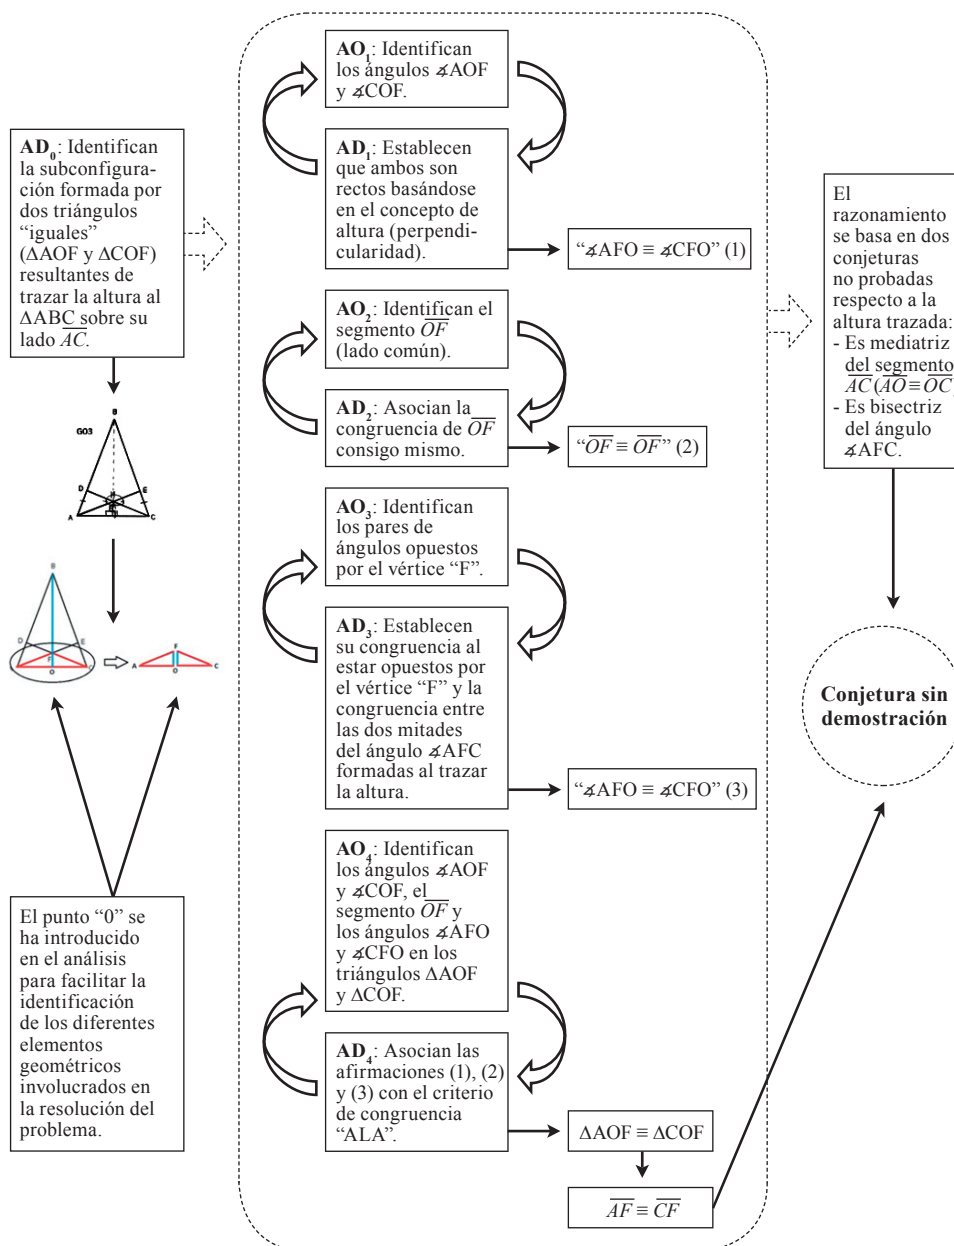 AD0: Identifican
la subconfigura-
ción formada por
dos triángulos
“iguales”
(ΔAOF y ΔCOF)
resultantes de
trazar la altura al
ΔABC sobre su
lado AC.
B
GO3
D
E
A
C
B
D
E
F
C
O
F
A
C
O
El punto “0” se
ha introducido
en el análisis
para facilitar la
identificación
de los diferentes
elementos
geométricos
involucrados en
la resolución del
problema.
AO1: Identifican
los ángulos ∡AOF
y ∡COF.
AD1: Establecen
que ambos son
rectos basándose
en el concepto de
altura (perpendi-
cularidad).
“∡AFO ≡ ∡CFO” (1)
AO2: Identifican el
segmento OF
(lado común).
AD2: Asocian la
congruencia de OF
consigo mismo.
“OF ≡ OF” (2)
AO3: Identifican
los pares de
ángulos opuestos
por el vértice “F”.
AD3: Establecen
su congruencia al
estar opuestos por
el vértice “F” y la
congruencia entre
las dos mitades
del ángulo ∡AFC
formadas al trazar
la altura.
“∡AFO ≡ ∡CFO” (3)
AO4: Identifican
los ángulos ∡AOF
y ∡COF, el
segmento OF y
los ángulos ∡AFO
y ∡CFO en los
triángulos ΔAOF
y ΔCOF.
AD4: Asocian las
afirmaciones (1), (2)
y (3) con el criterio
de congruencia
“ALA”.
ΔAOF ≡ ΔCOF
AF ≡ CF
El
razonamiento
se basa en dos
conjeturas
no probadas
respecto a la
altura trazada:
- Es mediatriz
del segmento
AC (AO ≡ OC)
- Es bisectriz
del ángulo
∡AFC.
Conjetura sin
demostración